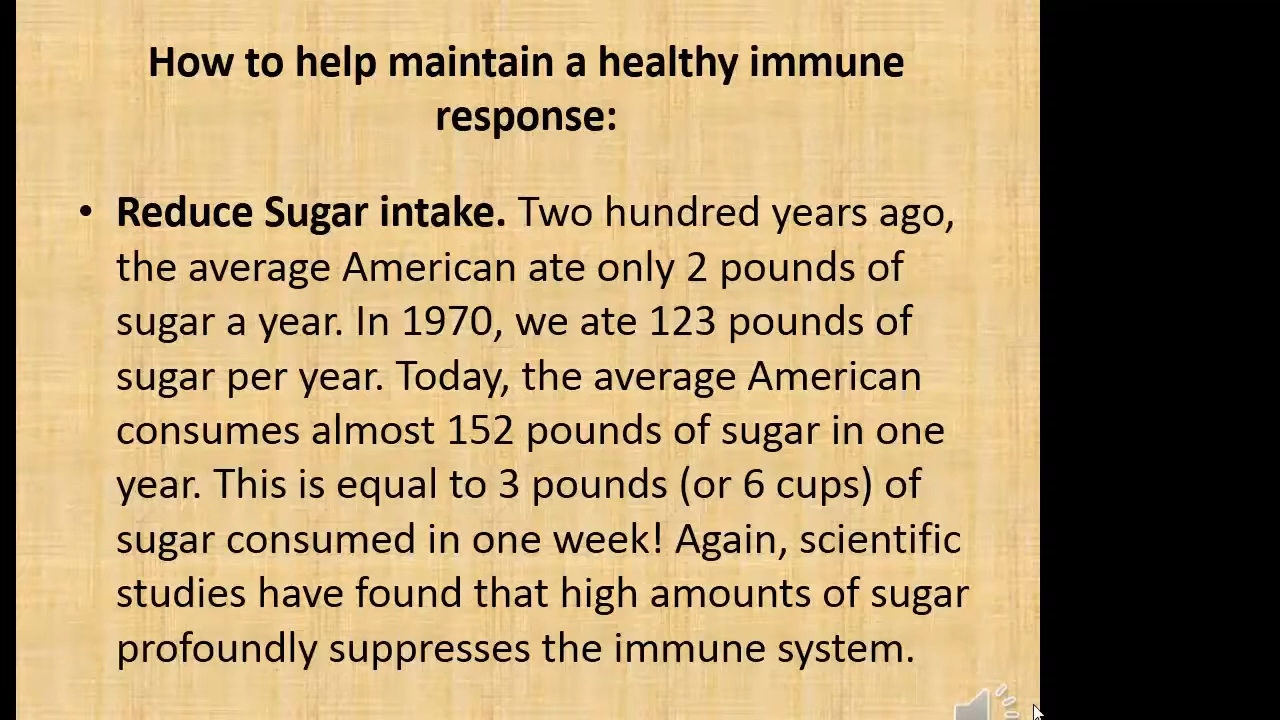 How to help maintain a healthy immune
response:
• Reduce Sugar intake. Two hundred years ago,
the average American ate only 2 pounds of
sugar a year. In 1970, we ate 123 pounds of
sugar per year. Today, the average American
consumes almost 152 pounds of sugar in one
year. This is equal to 3 pounds (or 6 cups) of
sugar consumed in one week! Again, scientific
studies have found that high amounts of sugar
profoundly suppresses the immune system.